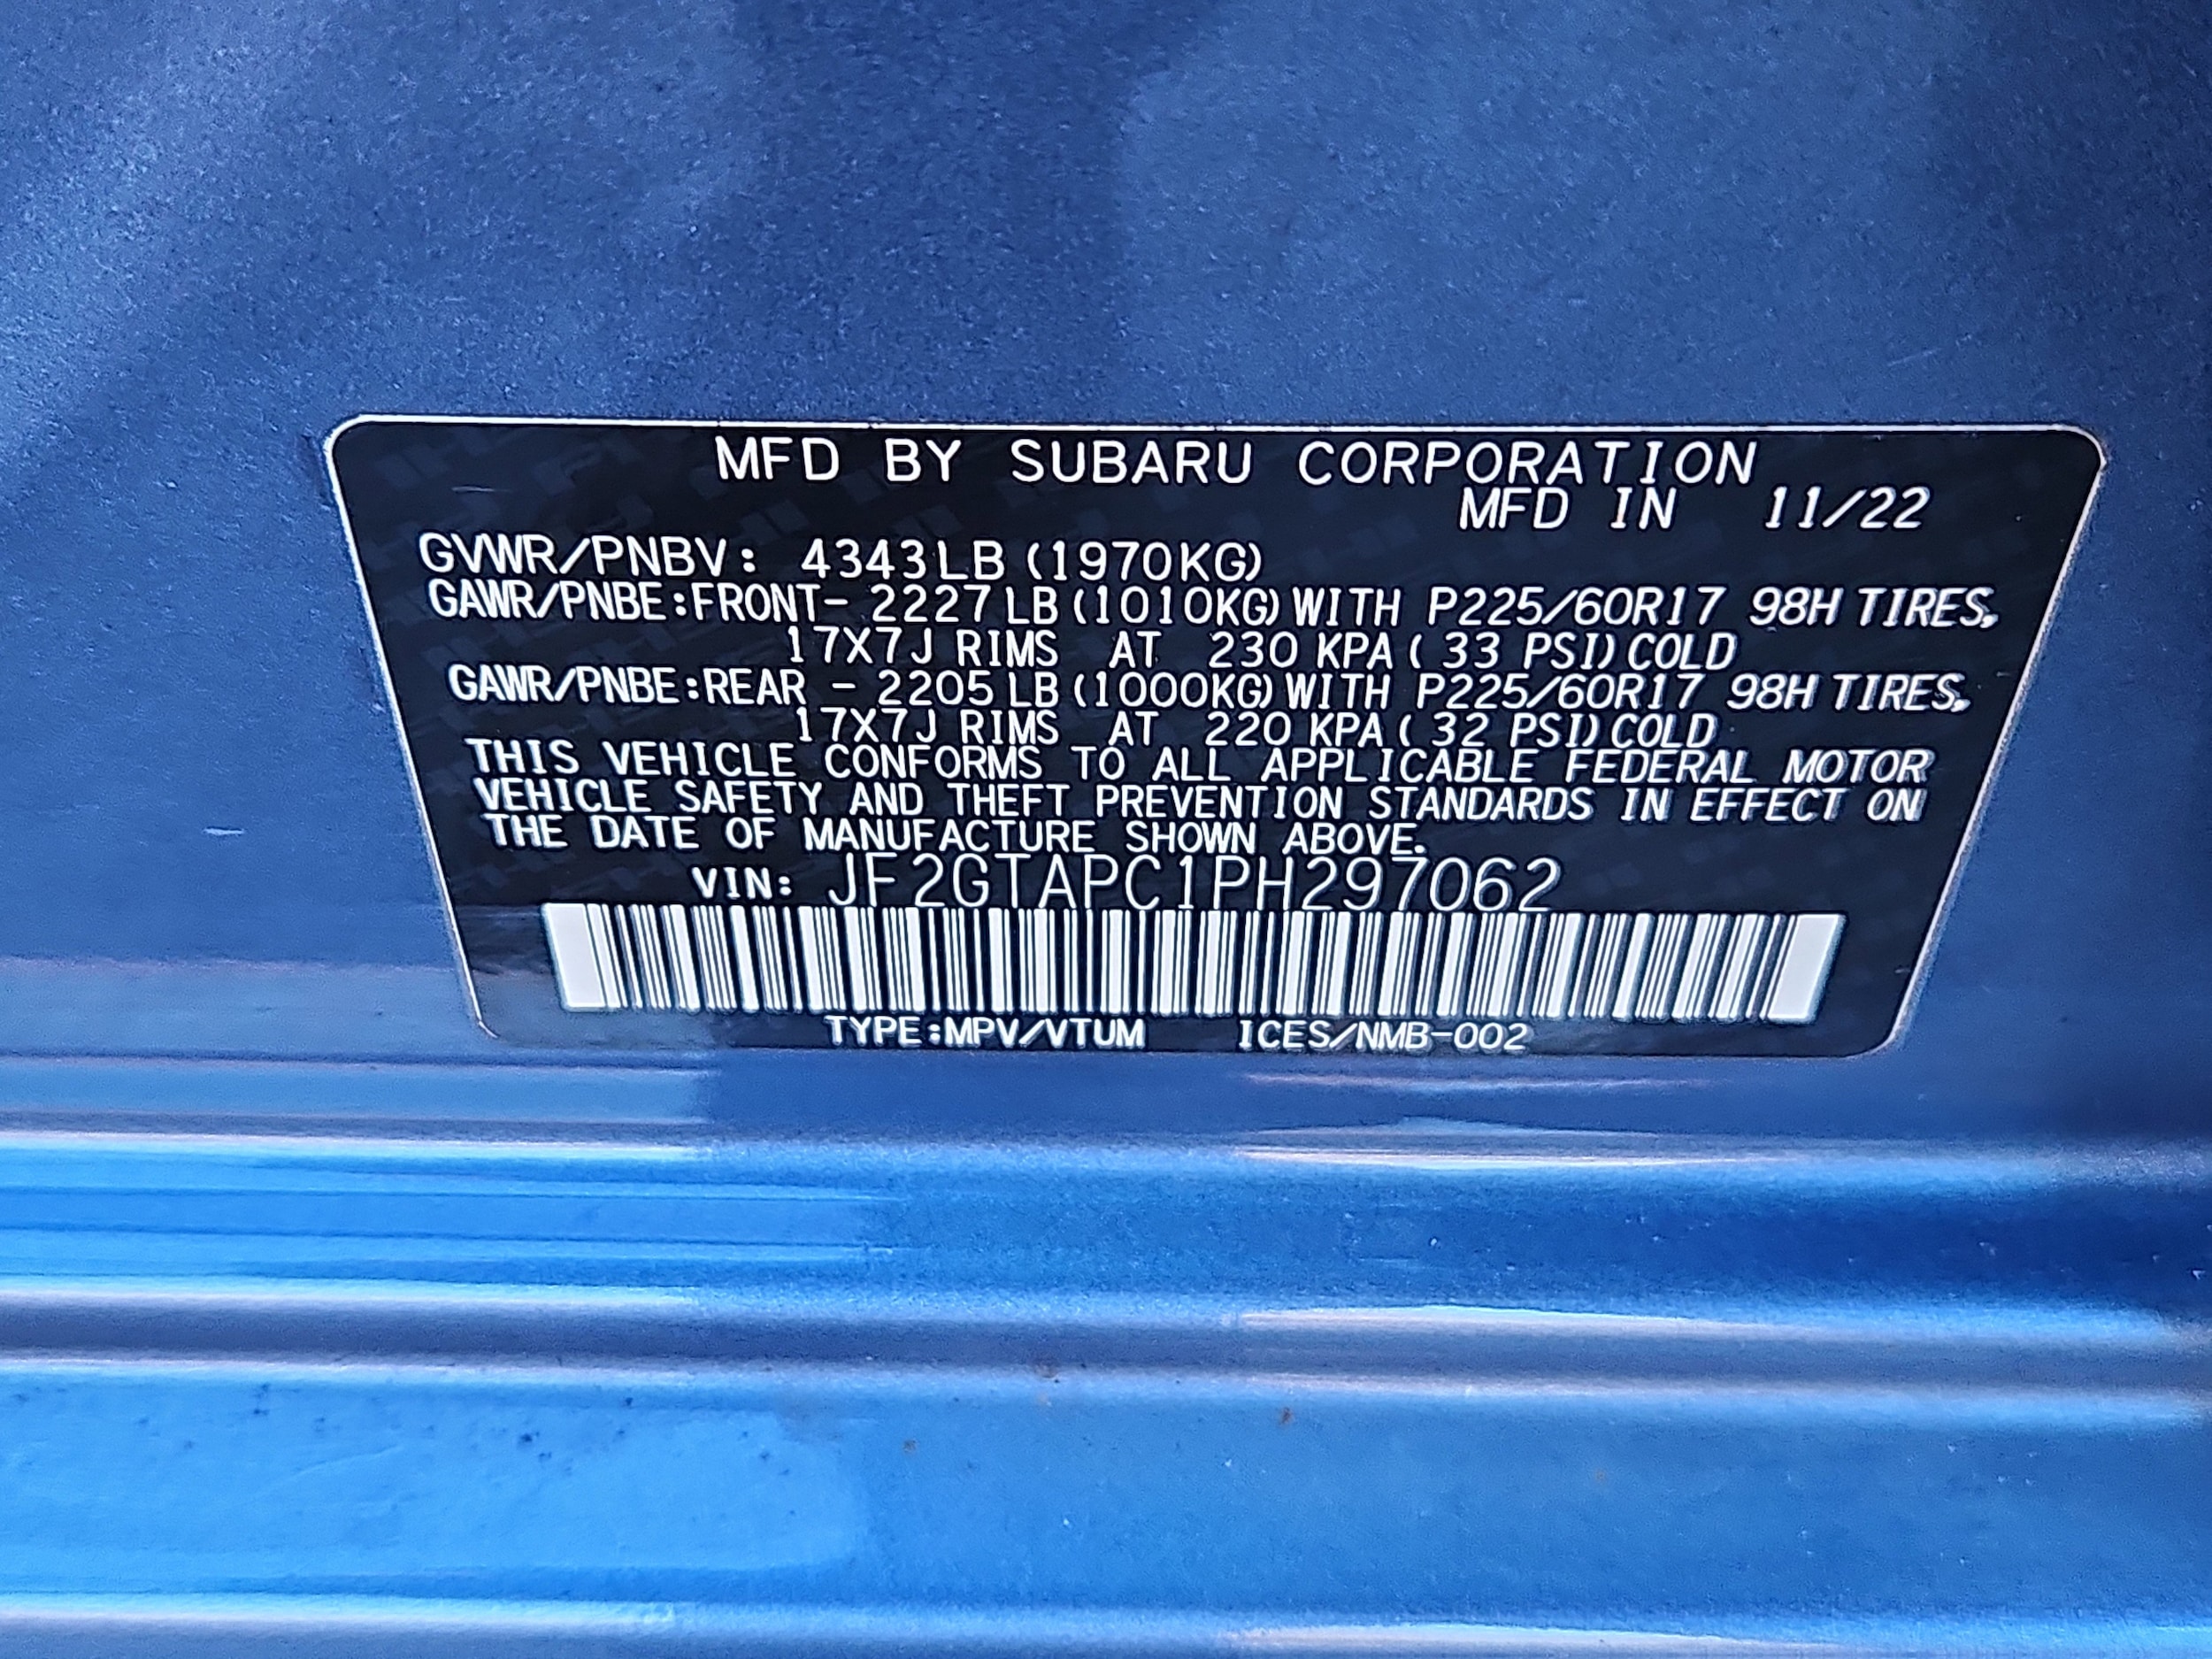 MFD BY SUBARU CORPORATION
MFD IN 11/22
GVWR/PNBV: 4343LB (1970KG)
GAWR/PNBE:FRONT- 2227 LB (1010KG) WITH P225/60R17 98H TIRES,
17X7J RIMS AT 230 KPA ( 33 PSI) COLD
GAWR/PNBE:REAR - 2205 LB (1000KG) WITH P225/60R17 98H TIRES,
17X7J RIMS AT 220 KPA ( 32 PSI) COLD
THIS VEHICLE CONFORMS TO ALL APPLICABLE FEDERAL MOTOR
VEHICLE SAFETY AND THEFT PREVENTION STANDARDS IN EFFECT ON
THE DATE OF MANUFACTURE SHOWN ABOVE.
VIN: JF2GTAPC1PH297062
TYPE:MPV/VTUM ICES/NMB-002